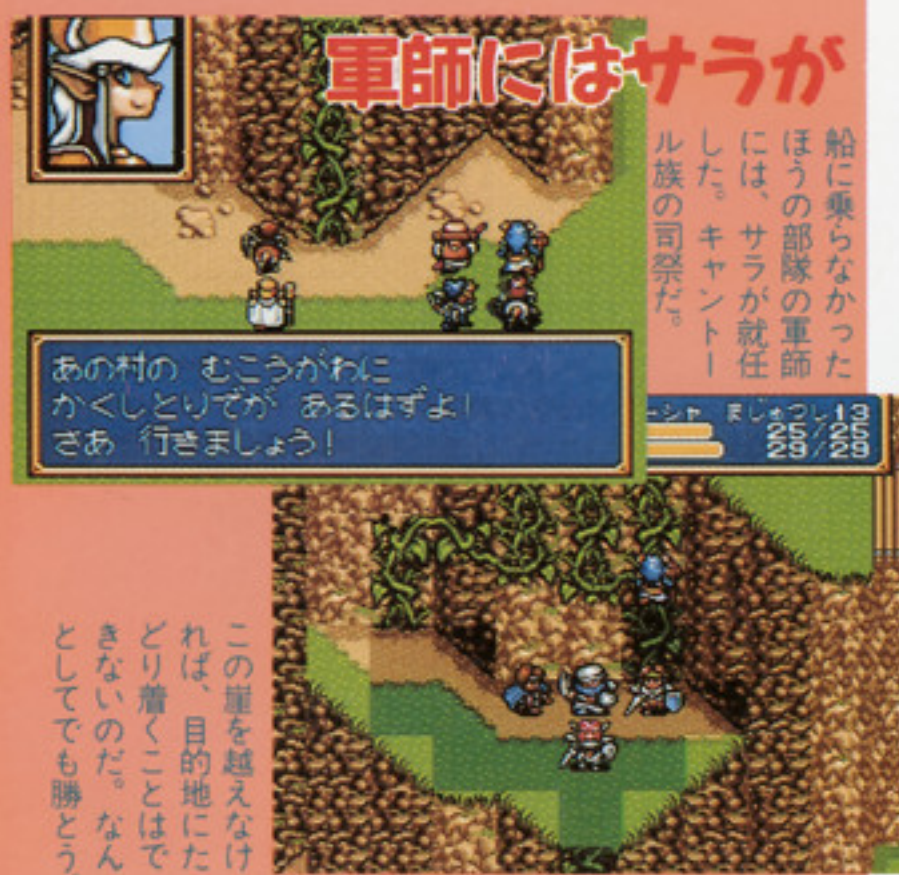 軍師にはサラが
船に乗らなかった
ほうの部隊の軍師
には、サラが就任
した。キャントー
ル族の司祭だ。
あの村の むこうがわに
かくしとりでが あるはずよ！
さあ 行きましょう！
ーシャ まじゅつし13
25/25
29/29
この崖を越えなけ
れば、目的地にた
どり着くことはで
きないのだ。なん
としてでも勝とう